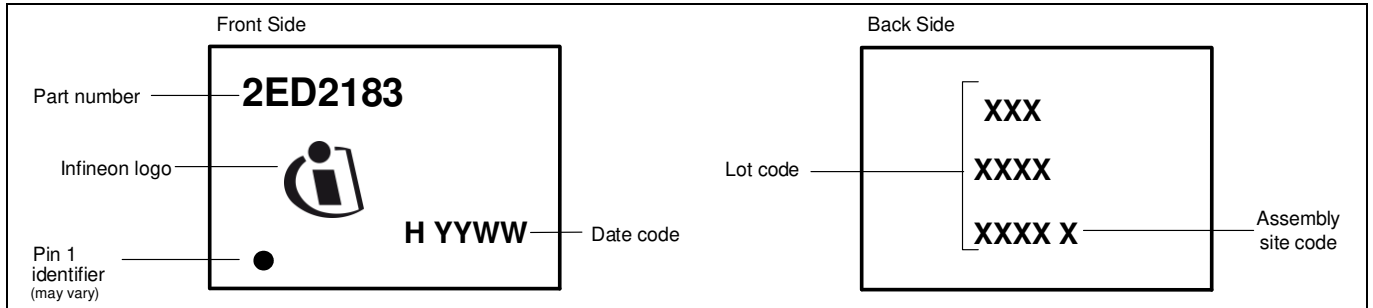 Front Side
Part number
2ED2183
Infineon logo
H YYWW
Date code
Pin 1
identifier
(may vary)
Back Side
XXX
Lot code
XXXX
XXXX X
Assembly
site code